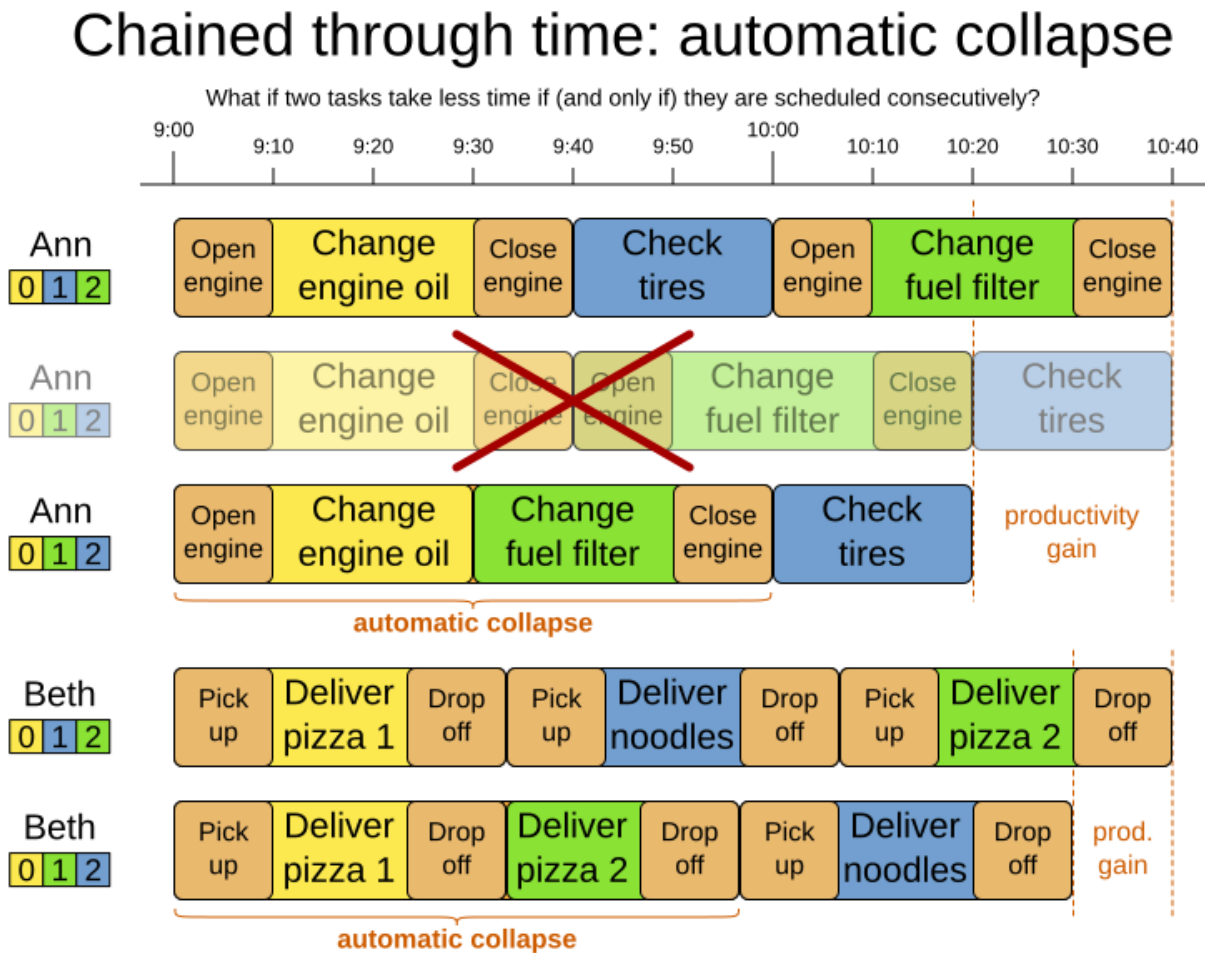 Chained through time: automatic collapse
What if two tasks take less time if (and only if) they are scheduled consecutively?
9:00 9:10 9:20 9:30 9:40 9:50 10:00 10:10 10:20 10:30 10:40
Ann
0 1 2
Open
engine
Change
engine oil
Close
engine
Check
tires
Open
engine
Change
fuel filter
Close
engine
Ann
0 1 2
Open
engine
Change
engine oil
Close
engine
Open
engine
Change
fuel filter
Close
engine
Check
tires
Ann
0 1 2
Open
engine
Change
engine oil
Change
fuel filter
Close
engine
Check
tires
productivity
gain
automatic collapse
Beth
0 1 2
Pick
up
Deliver
pizza 1
Drop
off
Pick
up
Deliver
noodles
Drop
off
Pick
up
Deliver
pizza 2
Drop
off
Beth
0 1 2
Pick
up
Deliver
pizza 1
Drop
off
Deliver
pizza 2
Drop
off
Pick
up
Deliver
noodles
Drop
off
prod.
gain
automatic collapse